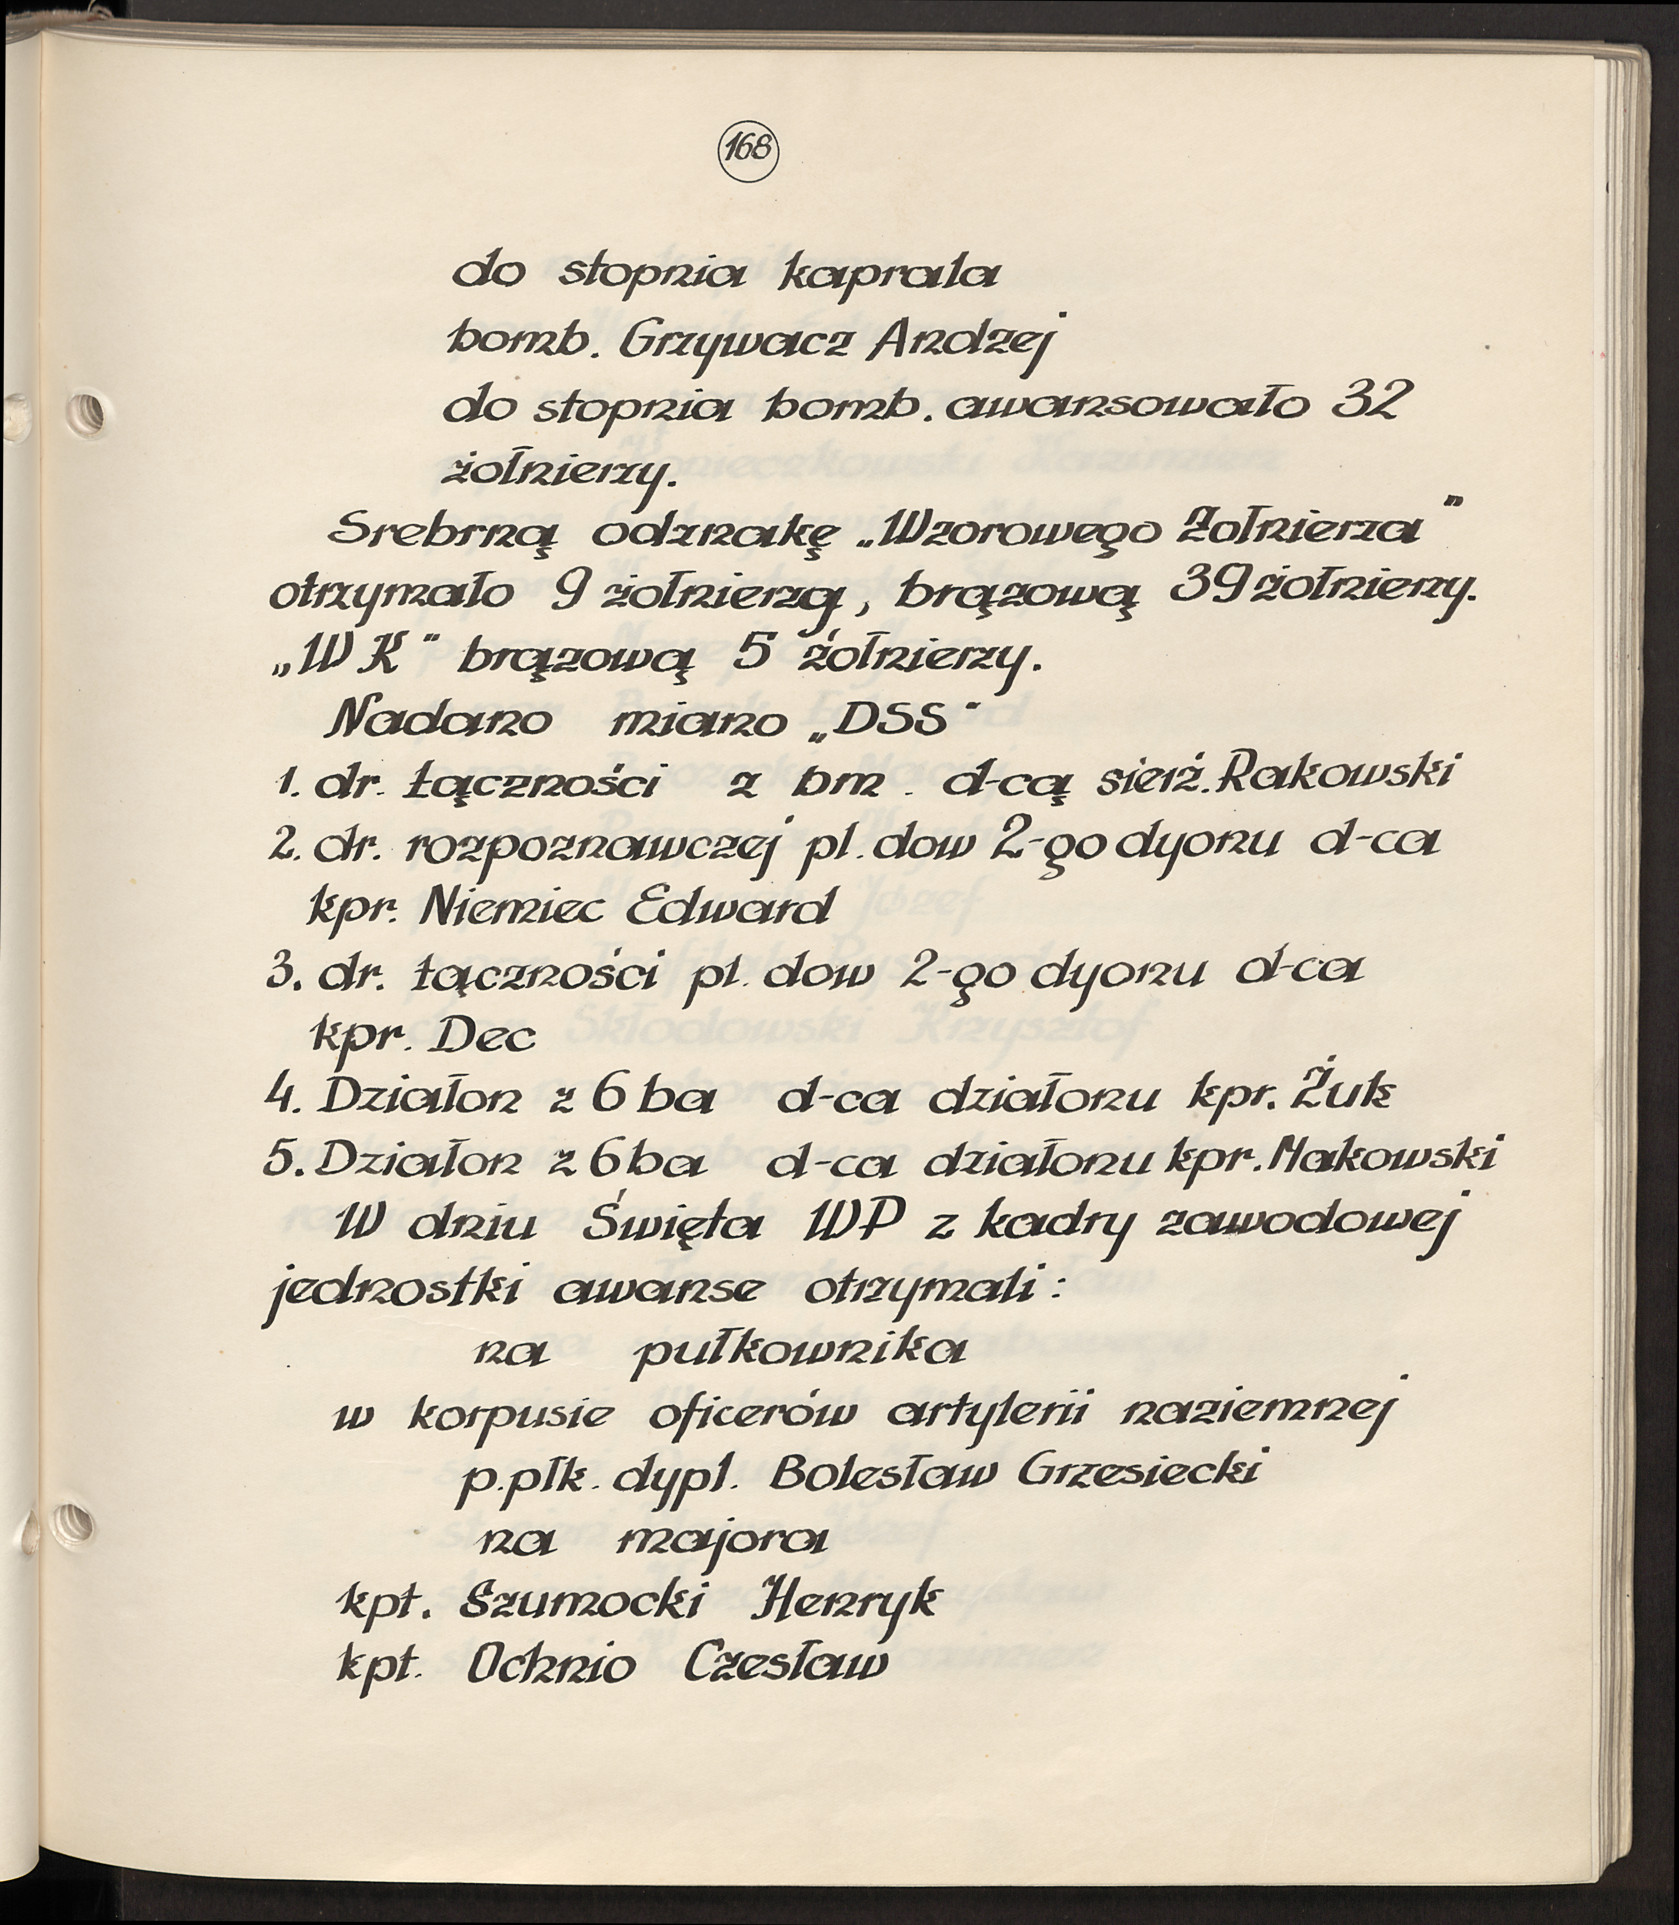 168
do stopnia kaprala
bomb. Grzywacz Andzej
do stopnia bomb. awansowało 32
żołnierzy.
Srebrną odznakę „Wzorowego Żołnierza"
otrzymało 9 żołnierzy, brązową 39 żołnierzy.
„WK" brązową 5 żołnierzy.
Nadano miano „DSS"
1. dr. łączności z bm. d-cą sierż. Rakowski
2. dr. rozpoznawczej pl. dow 2-go dyonu d-ca
kpr. Niemiec Edward
3. dr. łączności pl. dow 2-go dyonu d-ca
kpr. Dec
4. Działon z 6 ba d-ca działonu kpr. Żuk
5. Działon z 6 ba d-ca działonu kpr. Makowski
W dniu Święta WP z kadry zawodowej
jednostki awanse otrzymali:
na pułkownika
w korpusie oficerów artylerii naziemnej
p.płk. dypl. Bolesław Grzesiecki
na majora
kpt. Szumocki Henryk
kpt. Ochnio Czesław